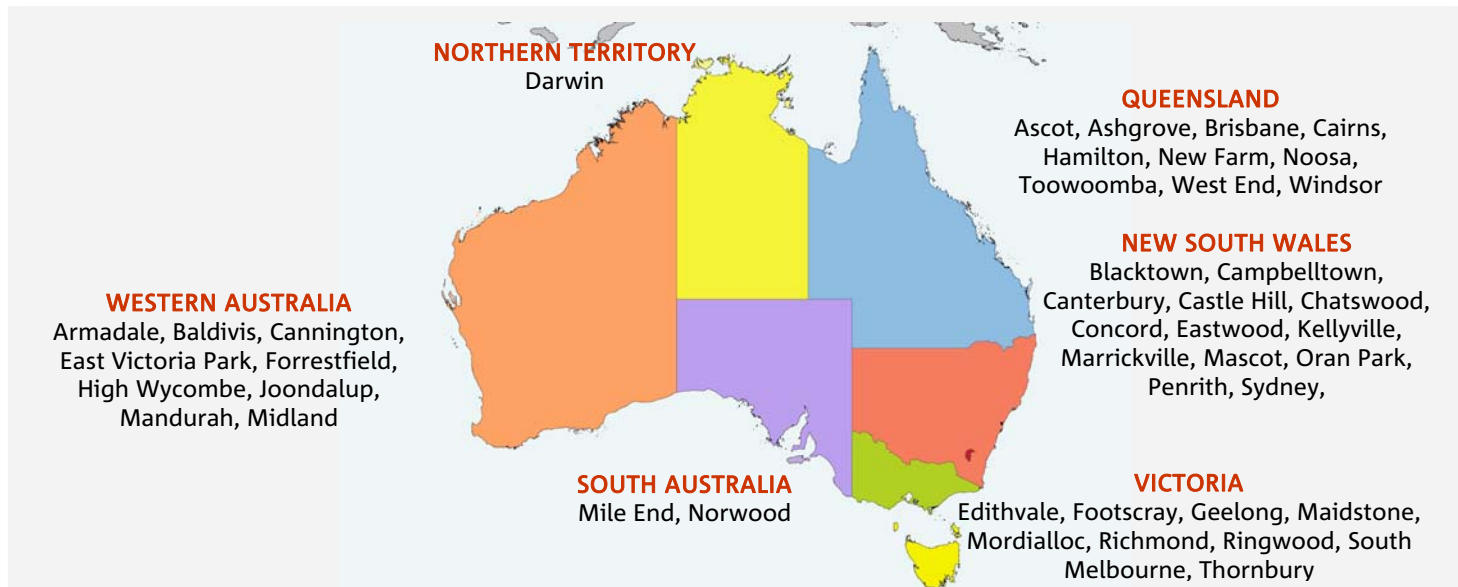 NORTHERN TERRITORY
Darwin
QUEENSLAND
Ascot, Ashgrove, Brisbane, Cairns,
Hamilton, New Farm, Noosa,
Toowoomba, West End, Windsor
NEW SOUTH WALES
Blacktown, Campbelltown,
Canterbury, Castle Hill, Chatswood,
Concord, Eastwood, Kellyville,
Marrickville, Mascot, Oran Park,
Penrith, Sydney,
WESTERN AUSTRALIA
Armadale, Baldivis, Cannington,
East Victoria Park, Forrestfield,
High Wycombe, Joondalup,
Mandurah, Midland
SOUTH AUSTRALIA
Mile End, Norwood
VICTORIA
Edithvale, Footscray, Geelong, Maidstone,
Mordialloc, Richmond, Ringwood, South
Melbourne, Thornbury